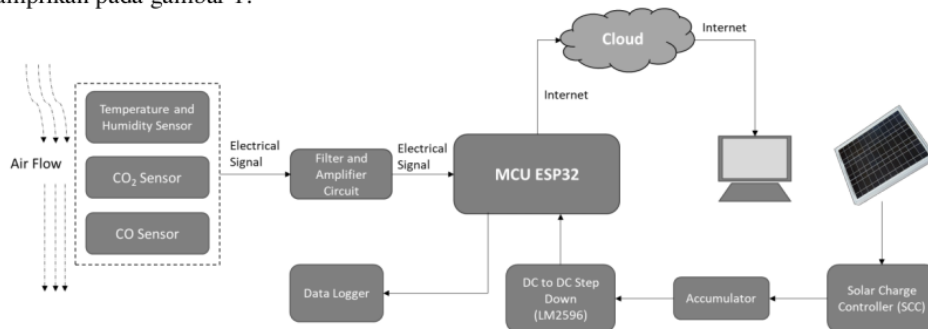 pada gambar 1.
Internet
Cloud
Internet
Temperature and
Humidity Sensor
Air Flow
CO₂ Sensor
CO Sensor
Electrical
Signal
Filter and
Amplifier
Circuit
Electrical
Signal
MCU ESP32
Data Logger
DC to DC Step
Down
(LM2596)
Accumulator
Solar Charge
Controller (SCC)